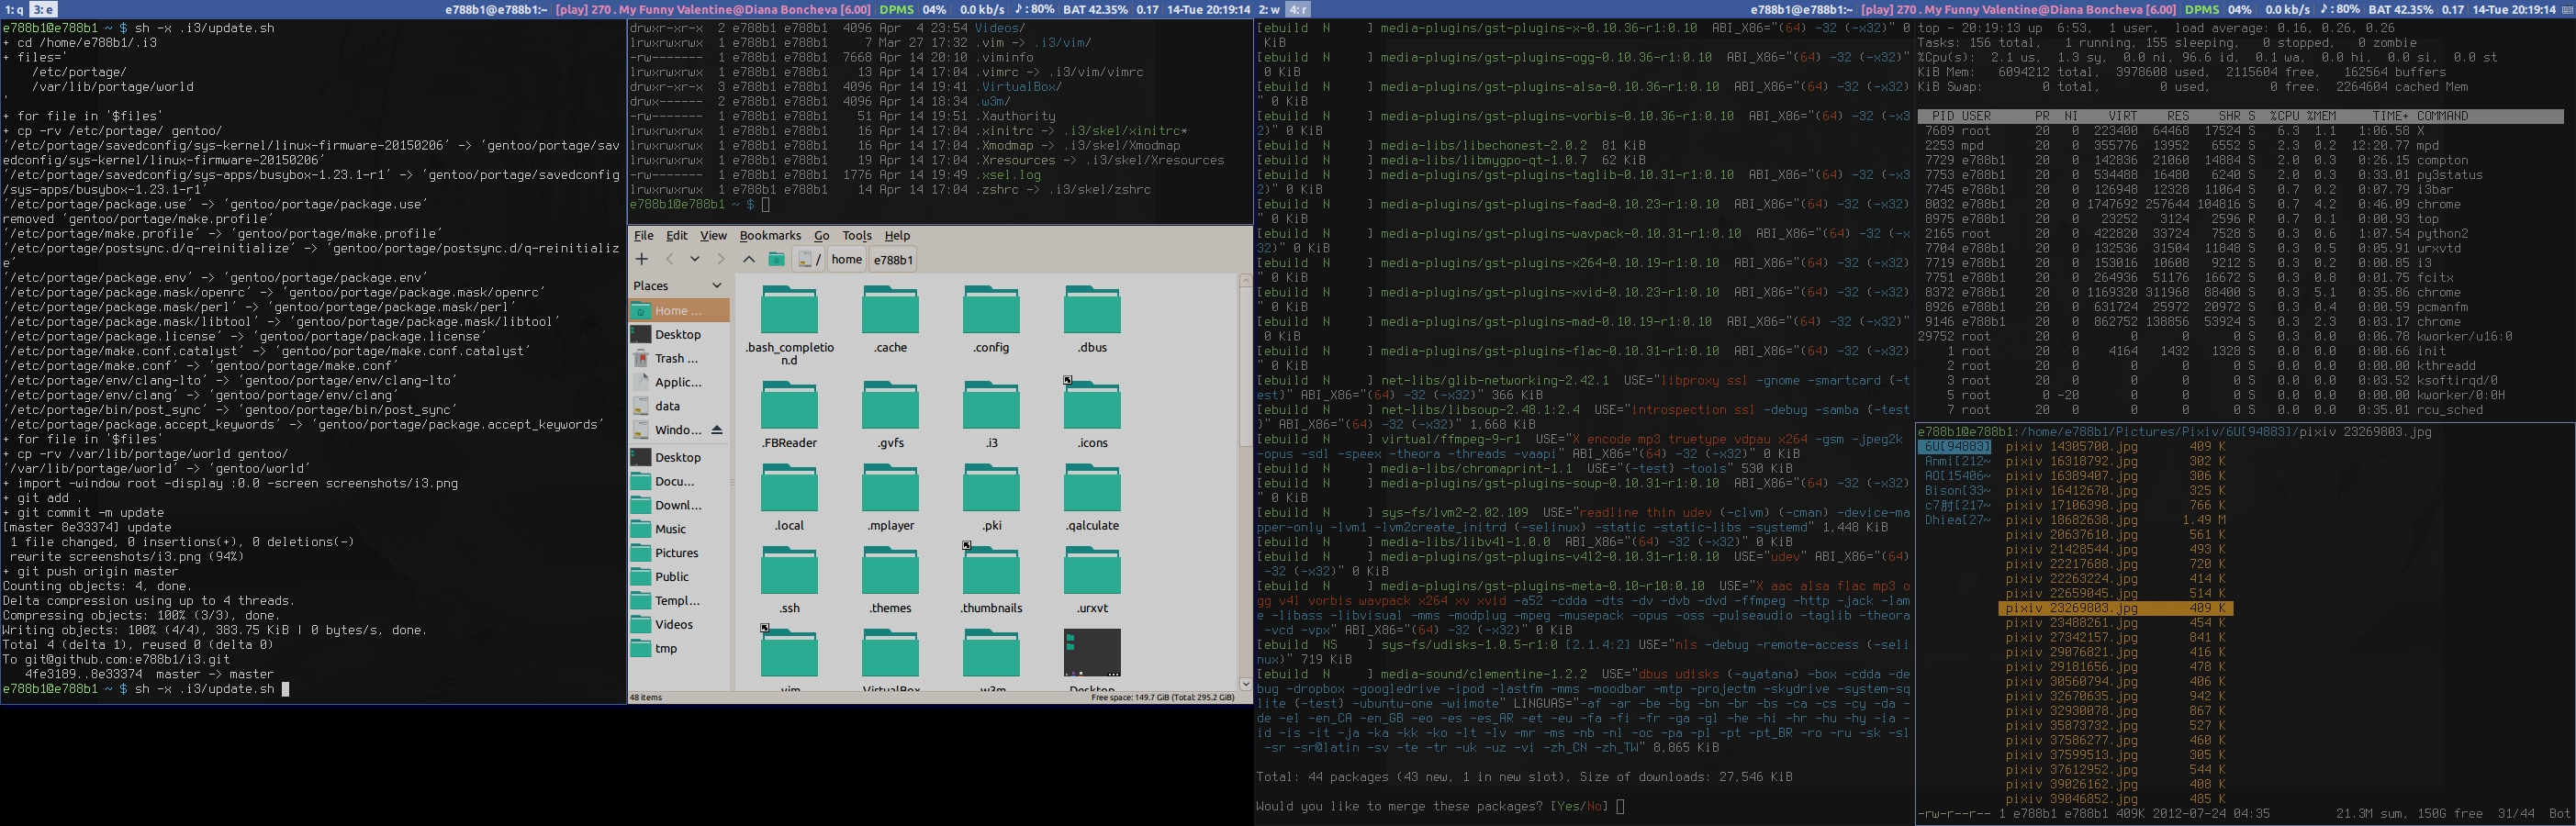 1: q 3: e e788b1@e788b1:~ [play] 270 . My Funny Valentine@Diana Boncheva [6.00] DPMS 04% 0.0 kb/s ♪ : 80% BAT 42.35% 0.17 14-Tue 20:19:14
e788b1@e788b1 ~ $ sh -x .i3/update.sh
+ cd /home/e788b1/.i3
+ files='
    /etc/portage/
    /var/lib/portage/world
'
+ for file in '$files'
+ cp -rv /etc/portage/ gentoo/
‘/etc/portage/savedconfig/sys-kernel/linux-firmware-20150206’ -> ‘gentoo/portage/sav
edconfig/sys-kernel/linux-firmware-20150206’
‘/etc/portage/savedconfig/sys-apps/busybox-1.23.1-r1’ -> ‘gentoo/portage/savedconfig
/sys-apps/busybox-1.23.1-r1’
‘/etc/portage/package.use’ -> ‘gentoo/portage/package.use’
removed ‘gentoo/portage/make.profile’
‘/etc/portage/make.profile’ -> ‘gentoo/portage/make.profile’
‘/etc/portage/postsync.d/q-reinitialize’ -> ‘gentoo/portage/postsync.d/q-reinitializ
e’
‘/etc/portage/package.env’ -> ‘gentoo/portage/package.env’
‘/etc/portage/package.mask/openrc’ -> ‘gentoo/portage/package.mask/openrc’
‘/etc/portage/package.mask/perl’ -> ‘gentoo/portage/package.mask/perl’
‘/etc/portage/package.mask/libtool’ -> ‘gentoo/portage/package.mask/libtool’
‘/etc/portage/package.license’ -> ‘gentoo/portage/package.license’
‘/etc/portage/make.conf.catalyst’ -> ‘gentoo/portage/make.conf.catalyst’
‘/etc/portage/make.conf’ -> ‘gentoo/portage/make.conf’
‘/etc/portage/env/clang-lto’ -> ‘gentoo/portage/env/clang-lto’
‘/etc/portage/env/clang’ -> ‘gentoo/portage/env/clang’
‘/etc/portage/bin/post_sync’ -> ‘gentoo/portage/bin/post_sync’
‘/etc/portage/package.accept_keywords’ -> ‘gentoo/portage/package.accept_keywords’
+ for file in '$files'
+ cp -rv /var/lib/portage/world gentoo/
‘/var/lib/portage/world’ -> ‘gentoo/world’
+ import -window root -display :0.0 -screen screenshots/i3.png
+ git add .
+ git commit -m update
[master 8e33374] update
 1 file changed, 0 insertions(+), 0 deletions(-)
 rewrite screenshots/i3.png (94%)
+ git push origin master
Counting objects: 4, done.
Delta compression using up to 4 threads.
Compressing objects: 100% (3/3), done.
Writing objects: 100% (4/4), 383.75 KiB | 0 bytes/s, done.
Total 4 (delta 1), reused 0 (delta 0)
To git@github.com:e788b1/i3.git
   4fe3189..8e33374  master -> master
e788b1@e788b1 ~ $ sh -x .i3/update.sh
drwxr-xr-x 2 e788b1 e788b1 4096 Apr 4 23:54 Videos/
lrwxrwxrwx 1 e788b1 e788b1 7 Mar 27 17:32 .vim -> .i3/vim/
-rw------- 1 e788b1 e788b1 7668 Apr 14 20:10 .viminfo
lrwxrwxrwx 1 e788b1 e788b1 13 Apr 14 17:04 .vimrc -> .i3/vim/vimrc
drwxr-xr-x 3 e788b1 e788b1 4096 Apr 14 19:41 .VirtualBox/
drwx------ 2 e788b1 e788b1 4096 Apr 14 18:34 .w3m/
-rw------- 1 e788b1 e788b1 51 Apr 14 19:51 .Xauthority
lrwxrwxrwx 1 e788b1 e788b1 16 Apr 14 17:04 .xinitrc -> .i3/skel/xinitrc*
lrwxrwxrwx 1 e788b1 e788b1 16 Apr 14 17:04 .Xmodmap -> .i3/skel/Xmodmap
lrwxrwxrwx 1 e788b1 e788b1 19 Apr 14 17:04 .Xresources -> .i3/skel/Xresources
-rw------- 1 e788b1 e788b1 1776 Apr 14 19:49 .xsel.log
lrwxrwxrwx 1 e788b1 e788b1 14 Apr 14 17:04 .zshrc -> .i3/skel/zshrc
e788b1@e788b1 ~ $
File Edit View Bookmarks Go Tools Help
/ home e788b1
Places
Home ...
Desktop
Trash ...
Applic...
data
Windo...
Desktop
Docu...
Downl...
Music
Pictures
Public
Templ...
Videos
tmp
.bash_completio
n.d
.cache
.config
.dbus
.FBReader
.gvfs
.i3
.icons
.local
.mplayer
.pki
.qalculate
.ssh
.themes
.thumbnails
.urxvt
.vim
.VirtualBox
.w3m
Desktop
48 items
Free space: 149.7 GiB (Total: 295.2 GiB)
2: w 4: r e788b1@e788b1:~ [play] 270 . My Funny Valentine@Diana Boncheva [6.00] DPMS 04% 0.0 kb/s ♪ : 80% BAT 42.35% 0.17 14-Tue 20:19:14
[ebuild  N     ] media-plugins/gst-plugins-x-0.10.36-r1:0.10  ABI_X86="(64) -32 (-x32)" 0
 KiB
[ebuild  N     ] media-plugins/gst-plugins-ogg-0.10.36-r1:0.10  ABI_X86="(64) -32 (-x32)"
 0 KiB
[ebuild  N     ] media-plugins/gst-plugins-alsa-0.10.36-r1:0.10  ABI_X86="(64) -32 (-x32)
" 0 KiB
[ebuild  N     ] media-plugins/gst-plugins-vorbis-0.10.36-r1:0.10  ABI_X86="(64) -32 (-x3
2)" 0 KiB
[ebuild  N     ] media-libs/libechonest-2.0.2  81 KiB
[ebuild  N     ] media-libs/libmygpo-qt-1.0.7  62 KiB
[ebuild  N     ] media-plugins/gst-plugins-taglib-0.10.31-r1:0.10  ABI_X86="(64) -32 (-x3
2)" 0 KiB
[ebuild  N     ] media-plugins/gst-plugins-faad-0.10.23-r1:0.10  ABI_X86="(64) -32 (-x32)
" 0 KiB
[ebuild  N     ] media-plugins/gst-plugins-wavpack-0.10.31-r1:0.10  ABI_X86="(64) -32 (-x
32)" 0 KiB
[ebuild  N     ] media-plugins/gst-plugins-x264-0.10.19-r1:0.10  ABI_X86="(64) -32 (-x32)
" 0 KiB
[ebuild  N     ] media-plugins/gst-plugins-xvid-0.10.23-r1:0.10  ABI_X86="(64) -32 (-x32)
" 0 KiB
[ebuild  N     ] media-plugins/gst-plugins-mad-0.10.19-r1:0.10  ABI_X86="(64) -32 (-x32)"
 0 KiB
[ebuild  N     ] media-plugins/gst-plugins-flac-0.10.31-r1:0.10  ABI_X86="(64) -32 (-x32)
" 0 KiB
[ebuild  N     ] net-libs/glib-networking-2.42.1  USE="libproxy ssl -gnome -smartcard {-t
est}" ABI_X86="(64) -32 (-x32)" 366 KiB
[ebuild  N     ] net-libs/libsoup-2.48.1:2.4  USE="introspection ssl -debug -samba {-test
}" ABI_X86="(64) -32 (-x32)" 1,668 KiB
[ebuild  N     ] virtual/ffmpeg-9-r1  USE="X encode mp3 truetype vdpau x264 -gsm -jpeg2k
-opus -sdl -speex -theora -threads -vaapi" ABI_X86="(64) -32 (-x32)" 0 KiB
[ebuild  N     ] media-libs/chromaprint-1.1  USE="{-test} -tools" 530 KiB
[ebuild  N     ] media-plugins/gst-plugins-soup-0.10.31-r1:0.10  ABI_X86="(64) -32 (-x32)
" 0 KiB
[ebuild  N     ] sys-fs/lvm2-2.02.109  USE="readline thin udev (-clvm) (-cman) -device-ma
pper-only -lvm1 -lvm2create_initrd (-selinux) -static -static-libs -systemd" 1,448 KiB
[ebuild  N     ] media-libs/libv4l-1.0.0  ABI_X86="(64) -32 (-x32)" 0 KiB
[ebuild  N     ] media-plugins/gst-plugins-v4l2-0.10.31-r1:0.10  USE="udev" ABI_X86="(64)
 -32 (-x32)" 0 KiB
[ebuild  N     ] media-plugins/gst-plugins-meta-0.10-r10:0.10  USE="X aac alsa flac mp3 o
gg v4l vorbis wavpack x264 xv xvid -a52 -cdda -dts -dv -dvb -dvd -ffmpeg -http -jack -lam
e -libass -libvisual -mms -modplug -mpeg -musepack -opus -oss -pulseaudio -taglib -theora
 -vcd -vpx" ABI_X86="(64) -32 (-x32)" 0 KiB
[ebuild  NS    ] sys-fs/udisks-1.0.5-r1:0 [2.1.4:2] USE="nls -debug -remote-access (-seli
nux)" 719 KiB
[ebuild  N     ] media-sound/clementine-1.2.2  USE="dbus udisks (-ayatana) -box -cdda -de
bug -dropbox -googledrive -ipod -lastfm -mms -moodbar -mtp -projectm -skydrive -system-sq
lite {-test} -ubuntu-one -wiimote" LINGUAS="-af -ar -be -bg -bn -br -bs -ca -cs -cy -da -
de -el -en_CA -en_GB -eo -es -es_AR -et -eu -fa -fi -fr -ga -gl -he -hi -hr -hu -hy -ia -
id -is -it -ja -ka -kk -ko -lt -lv -mr -ms -nb -nl -oc -pa -pl -pt -pt_BR -ro -ru -sk -sl
 -sr -sr@latin -sv -te -tr -uk -uz -vi -zh_CN -zh_TW" 8,865 KiB
Total: 44 packages (43 new, 1 in new slot), Size of downloads: 27,546 KiB
Would you like to merge these packages? [Yes/No]
top - 20:19:13 up  6:53,  1 user,  load average: 0.16, 0.26, 0.26
Tasks: 156 total,   1 running, 155 sleeping,   0 stopped,   0 zombie
%Cpu(s):  2.1 us,  1.3 sy,  0.0 ni, 96.6 id,  0.1 wa,  0.0 hi,  0.0 si,  0.0 st
KiB Mem:   6094212 total,  3978608 used,  2115604 free,   162564 buffers
KiB Swap:        0 total,        0 used,        0 free.  2264604 cached Mem
PID USER PR NI VIRT RES SHR S %CPU %MEM TIME+ COMMAND
7689 root 20 0 223400 64468 17524 S 6.3 1.1 1:06.58 X
2253 mpd 20 0 355776 13952 6552 S 2.3 0.2 12:20.77 mpd
7729 e788b1 20 0 142836 21060 14884 S 2.0 0.3 0:26.15 compton
7753 e788b1 20 0 534488 16480 6240 S 2.0 0.3 0:33.01 py3status
7745 e788b1 20 0 126948 12328 11064 S 0.7 0.2 0:07.79 i3bar
8032 e788b1 20 0 1747692 257644 104816 S 0.7 4.2 0:46.09 chrome
8975 e788b1 20 0 23252 3124 2596 R 0.7 0.1 0:00.93 top
2165 root 20 0 422820 33724 7528 S 0.3 0.6 1:07.54 python2
7704 e788b1 20 0 132536 31504 11848 S 0.3 0.5 0:05.91 urxvtd
7719 e788b1 20 0 153016 10608 9212 S 0.3 0.2 0:00.85 i3
7751 e788b1 20 0 264936 51176 16672 S 0.3 0.8 0:01.75 fcitx
8372 e788b1 20 0 1169320 311968 88400 S 0.3 5.1 0:35.86 chrome
8926 e788b1 20 0 631724 25972 20972 S 0.3 0.4 0:00.59 pcmanfm
9146 e788b1 20 0 862752 138856 53924 S 0.3 2.3 0:03.17 chrome
29752 root 20 0 0 0 0 S 0.3 0.0 0:06.78 kworker/u16:0
1 root 20 0 4164 1432 1328 S 0.0 0.0 0:00.66 init
2 root 20 0 0 0 0 S 0.0 0.0 0:00.00 kthreadd
3 root 20 0 0 0 0 S 0.0 0.0 0:03.52 ksoftirqd/0
5 root 0 -20 0 0 0 S 0.0 0.0 0:00.00 kworker/0:0H
7 root 20 0 0 0 0 S 0.0 0.0 0:35.01 rcu_sched
e788b1@e788b1:/home/e788b1/Pictures/Pixiv/6U[94883]/pixiv 23269803.jpg
6U[94883] pixiv 14305700.jpg 409 K
Anmi[212~ pixiv 16318792.jpg 302 K
AO[15406~ pixiv 16389407.jpg 306 K
Bison[33~ pixiv 16412670.jpg 325 K
c7肘[217~ pixiv 17106398.jpg 766 K
Dhiea[27~ pixiv 18682638.jpg 1.49 M
pixiv 20637610.jpg 561 K
pixiv 21428544.jpg 493 K
pixiv 22217688.jpg 720 K
pixiv 22263224.jpg 414 K
pixiv 22659045.jpg 514 K
pixiv 23269803.jpg 409 K
pixiv 23488261.jpg 454 K
pixiv 27342157.jpg 841 K
pixiv 29076821.jpg 416 K
pixiv 29181656.jpg 478 K
pixiv 30560794.jpg 406 K
pixiv 32670635.jpg 942 K
pixiv 32930078.jpg 867 K
pixiv 35873732.jpg 527 K
pixiv 37586277.jpg 460 K
pixiv 37599513.jpg 305 K
pixiv 37612952.jpg 544 K
pixiv 39026162.jpg 408 K
pixiv 39046852.jpg 485 K
-rw-r--r-- 1 e788b1 e788b1 409K 2012-07-24 04:35 21.3M sum, 150G free 31/44 Bot